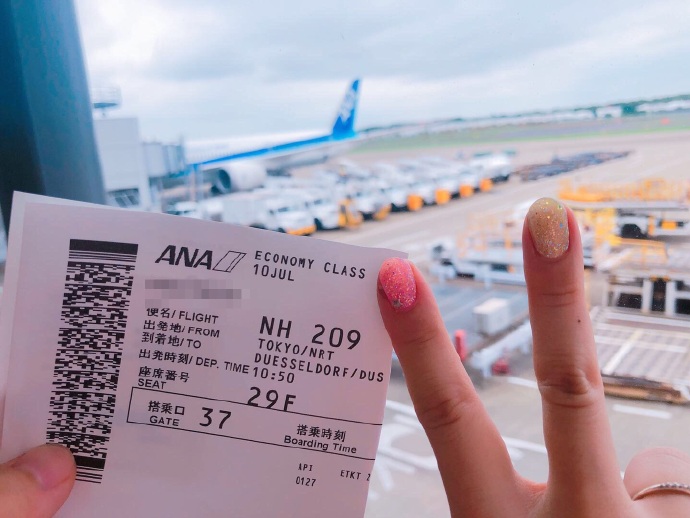 ANA ECONOMY CLASS
10JUL
便名/FLIGHT NH 209
出発地/FROM TOKYO/NRT
到着地/TO DUESSELDORF/DUS
出発時刻/DEP. TIME 10:50
座席番号
SEAT 29F
搭乗口 37 搭乗時刻
GATE Boarding Time
API ETKT
0127